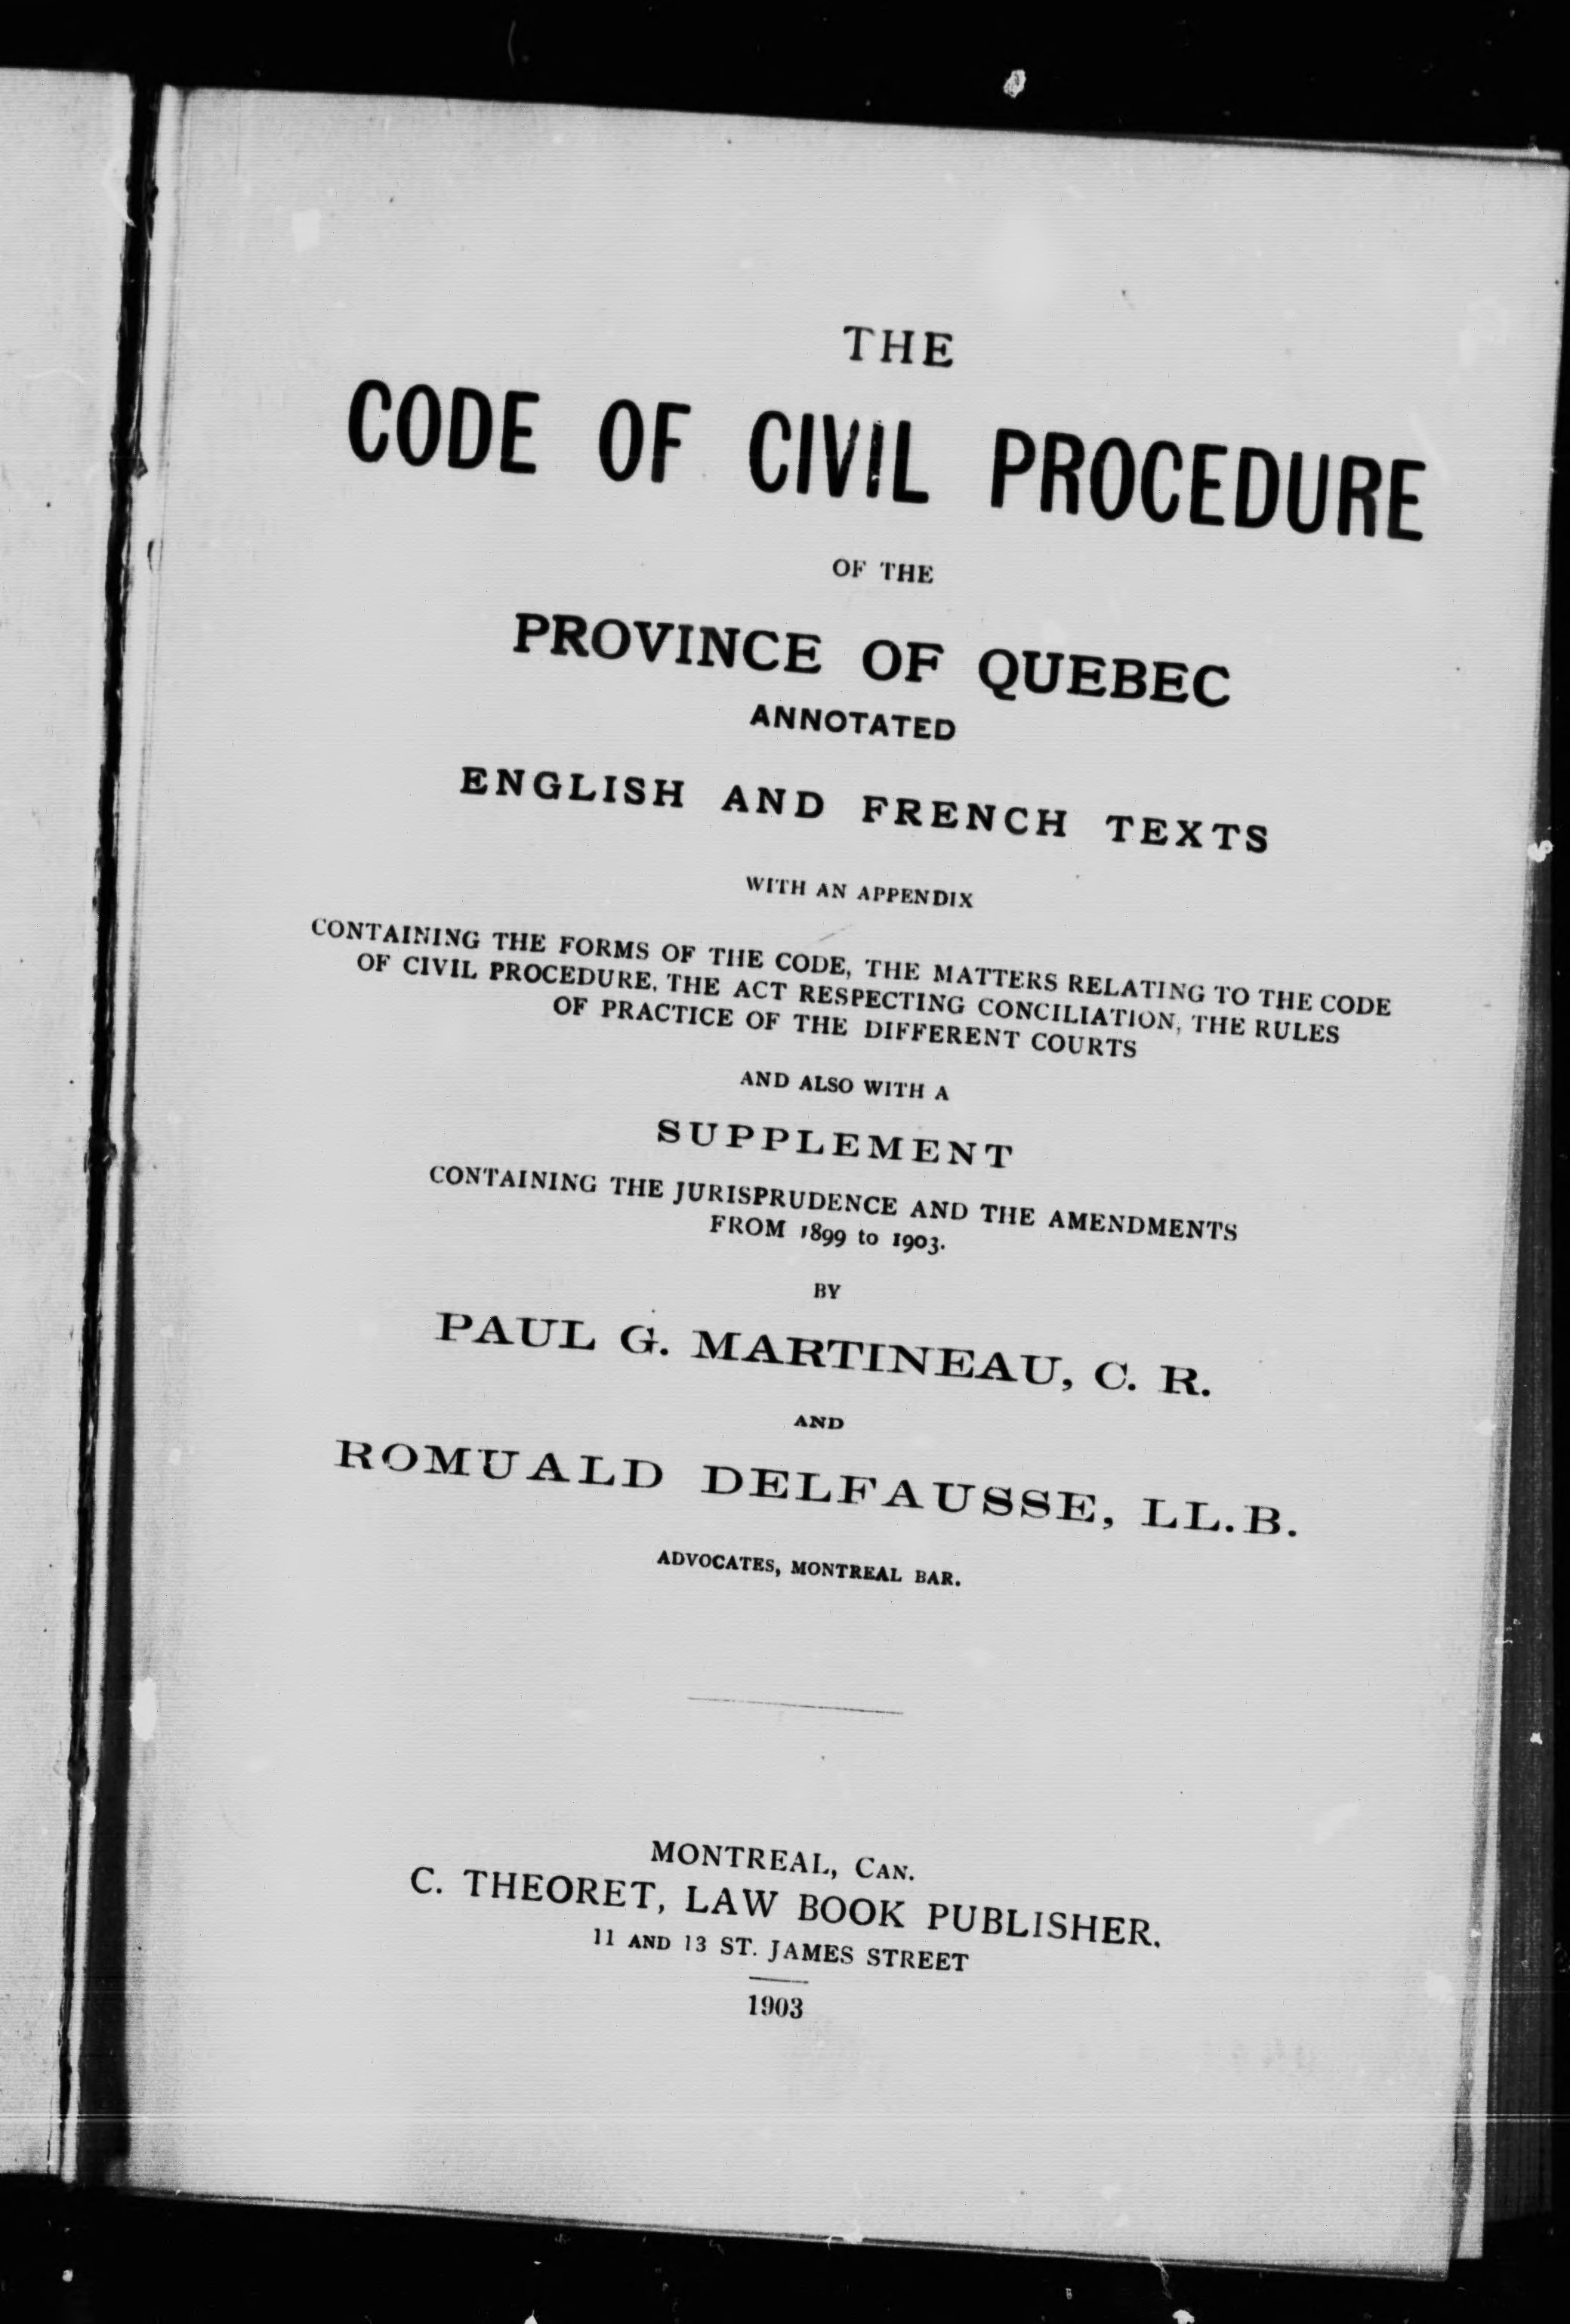 THE
CODE OF CIVIL PROCEDURE
OF THE
PROVINCE OF QUEBEC
ANNOTATED
ENGLISH AND FRENCH TEXTS
WITH AN APPENDIX
CONTAINING THE FORMS OF THE CODE, THE MATTERS RELATING TO THE CODE
OF CIVIL PROCEDURE, THE ACT RESPECTING CONCILIATION, THE RULES
OF PRACTICE OF THE DIFFERENT COURTS
AND ALSO WITH A
SUPPLEMENT
CONTAINING THE JURISPRUDENCE AND THE AMENDMENTS
FROM 1899 to 1903.
BY
PAUL G. MARTINEAU, C. R.
AND
ROMUALD DELFAUSSE, LL.B.
ADVOCATES, MONTREAL BAR.
MONTREAL, CAN.
C. THEORET, LAW BOOK PUBLISHER.
11 AND 13 ST. JAMES STREET
1903